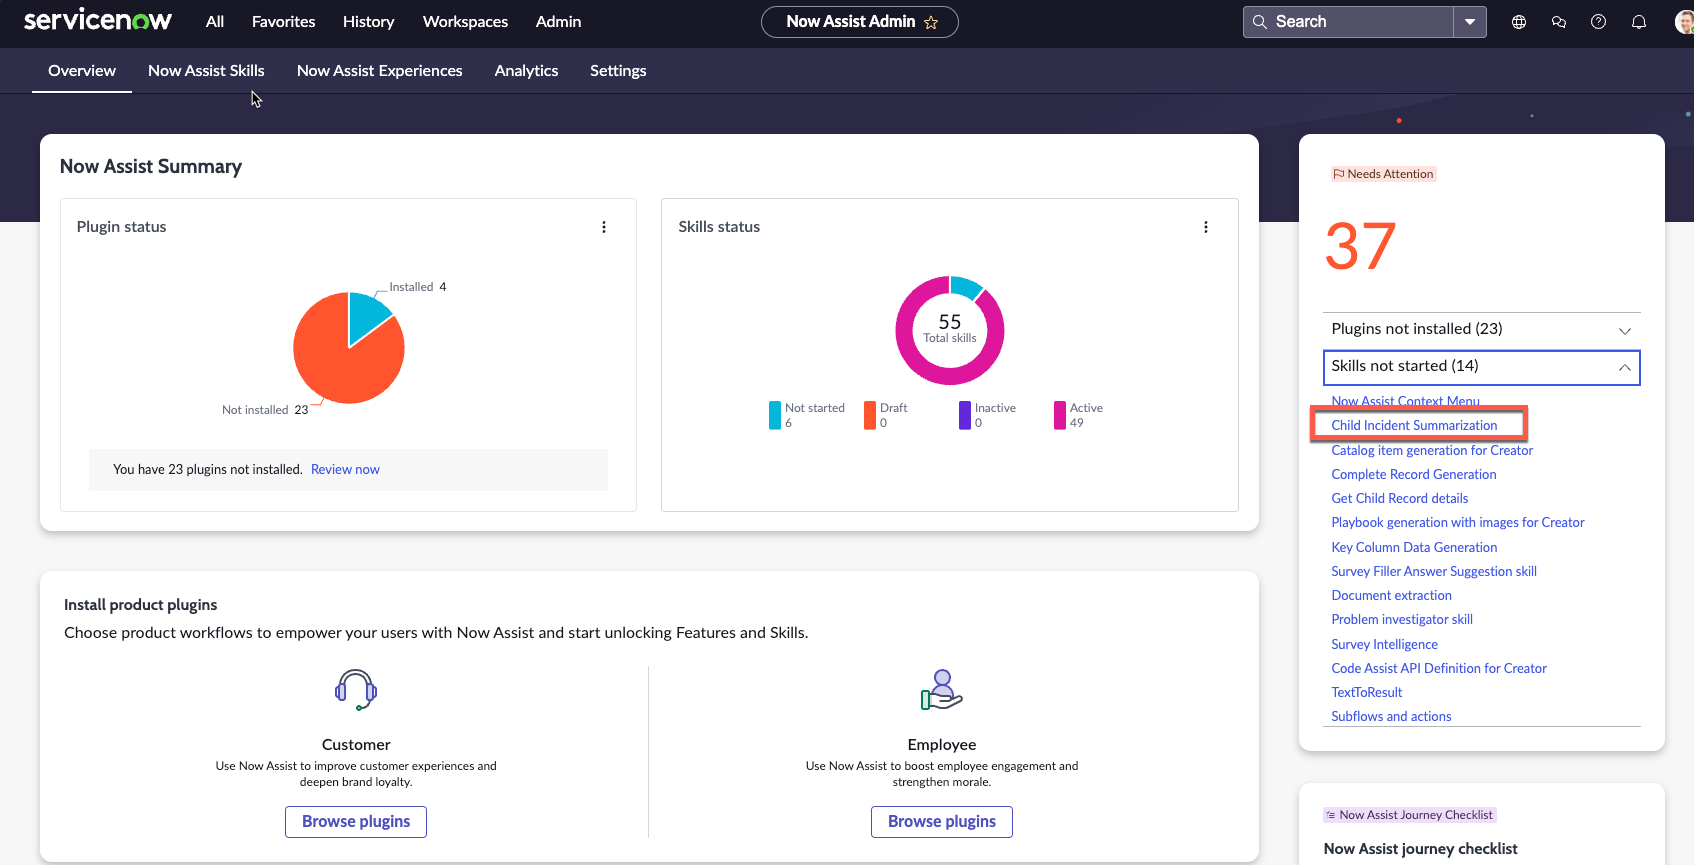 servicenow
All
Favorites
History
Workspaces
Admin
Now Assist Admin
Search
Overview
Now Assist Skills
Now Assist Experiences
Analytics
Settings
Now Assist Summary
Plugin status
Installed 4
Not installed 23
You have 23 plugins not installed. Review now
Skills status
55
Total skills
Not started
6
Draft
0
Inactive
0
Active
49
Install product plugins
Choose product workflows to empower your users with Now Assist and start unlocking Features and Skills.
Customer
Use Now Assist to improve customer experiences and
deepen brand loyalty.
Browse plugins
Employee
Use Now Assist to boost employee engagement and
strengthen morale.
Browse plugins
Needs Attention
37
Plugins not installed (23)
Skills not started (14)
Now Assist Context Menu
Child Incident Summarization
Catalog item generation for Creator
Complete Record Generation
Get Child Record details
Playbook generation with images for Creator
Key Column Data Generation
Survey Filler Answer Suggestion skill
Document extraction
Problem investigator skill
Survey Intelligence
Code Assist API Definition for Creator
TextToResult
Subflows and actions
Now Assist Journey Checklist
Now Assist journey checklist